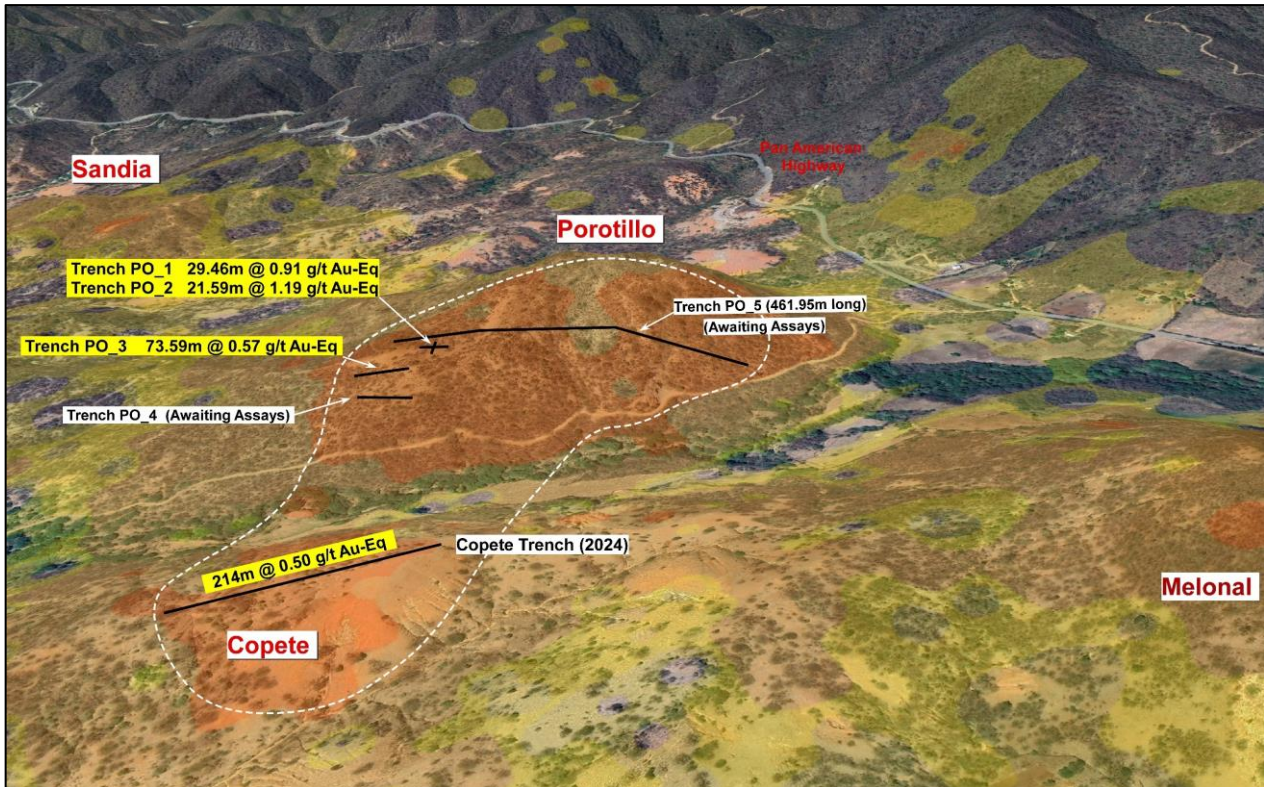 Pan American
Highway
Sandia
Porotillo
Trench PO_1 29.46m @ 0.91 g/t Au-Eq
Trench PO_2 21.59m @ 1.19 g/t Au-Eq
Trench PO_5 (461.95m long)
(Awaiting Assays)
Trench PO_3 73.59m @ 0.57 g/t Au-Eq
Trench PO_4 (Awaiting Assays)
214m @ 0.50 g/t Au-Eq
Copete Trench (2024)
Melonal
Copete